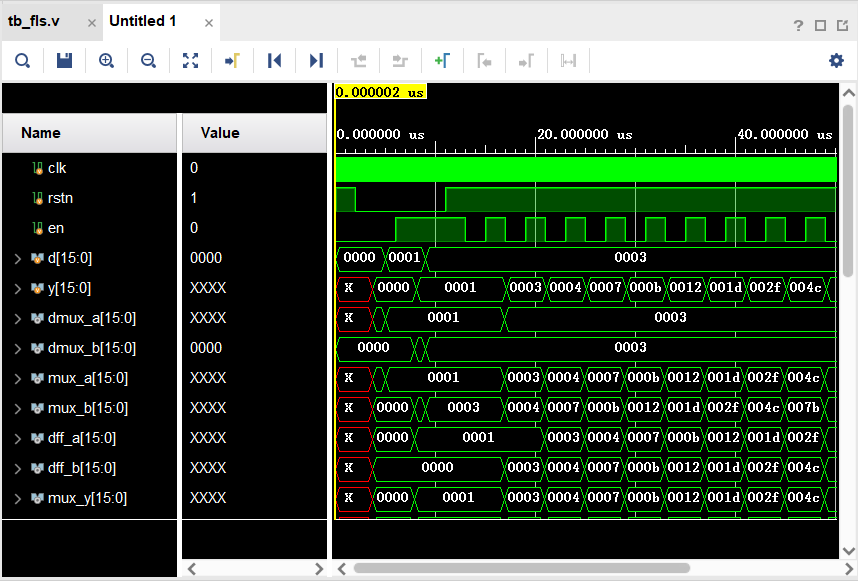 tb_fls.v × Untitled 1 ×
?
0.000002 us
Name Value 0.000000 us 20.000000 us 40.000000 us
clk 0
rstn 1
en 0
d[15:0] 0000 0000 0001 0003
y[15:0] XXXX X 0000 0001 0003 0004 0007 000b 0012 001d 002f 004c
dmux_a[15:0] XXXX X 0001 0003
dmux_b[15:0] 0000 0000 0003
mux_a[15:0] XXXX X 0001 0003 0004 0007 000b 0012 001d 002f 004c
mux_b[15:0] XXXX X 0000 0003 0004 0007 000b 0012 001d 002f 004c 007b
dff_a[15:0] XXXX X 0000 0001 0003 0004 0007 000b 0012 001d 002f
dff_b[15:0] XXXX X 0000 0003 0004 0007 000b 0012 001d 002f 004c
mux_y[15:0] XXXX X 0000 0001 0003 0004 0007 000b 0012 001d 002f 004c